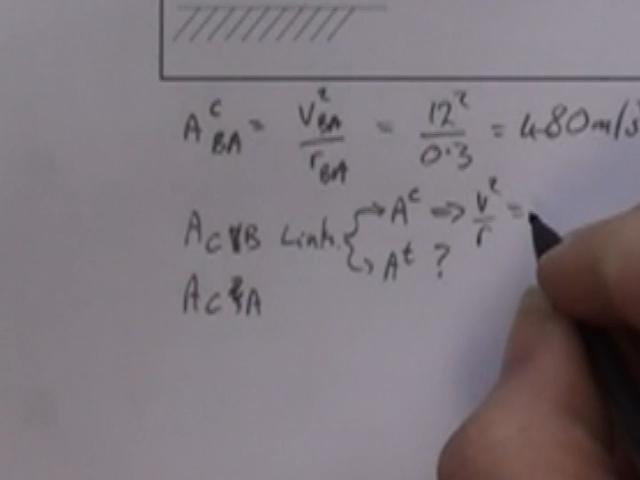 A^c_BA = V²_BA / r_BA = 12² / 0.3 = 480 m/s
A_C B Link. → A^c ⇒ v² / r =
→ A^t ?
A_C A